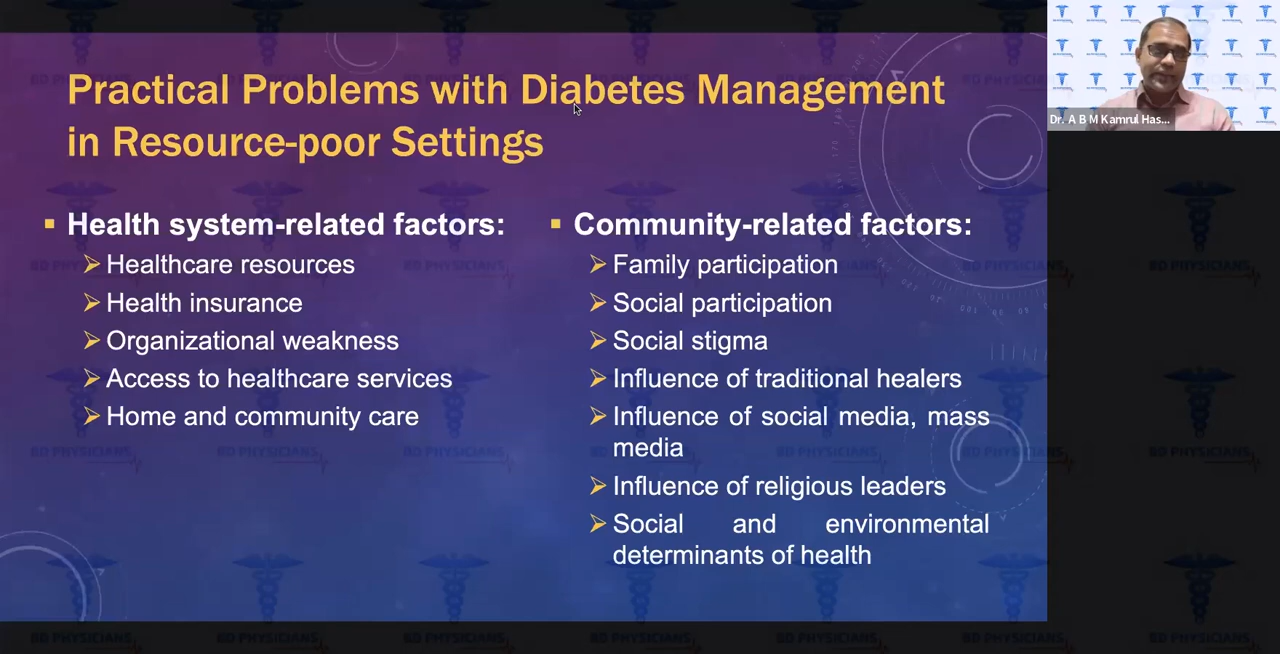 Practical Problems with Diabetes Management
in Resource-poor Settings
Health system-related factors:
Healthcare resources
Health insurance
Organizational weakness
Access to healthcare services
Home and community care
Community-related factors:
Family participation
Social participation
Social stigma
Influence of traditional healers
Influence of social media, mass
media
Influence of religious leaders
Social and environmental
determinants of health
Dr. A B M Kamrul Has...
BD PHYSICIANS